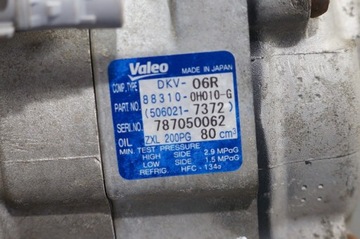 Valeo MADE IN JAPAN
COMP. TYPE DKV- 06R
PART NO. 88310-0H010-G
(506021- 7372)
SERI.NO. 787050062
OIL ZXL 200PG 80 cm³
MIN. TEST PRESSURE
HIGH SIDE 2.9 MPaG
LOW SIDE 1.5 MPaG
REFRIG. HFC-134a